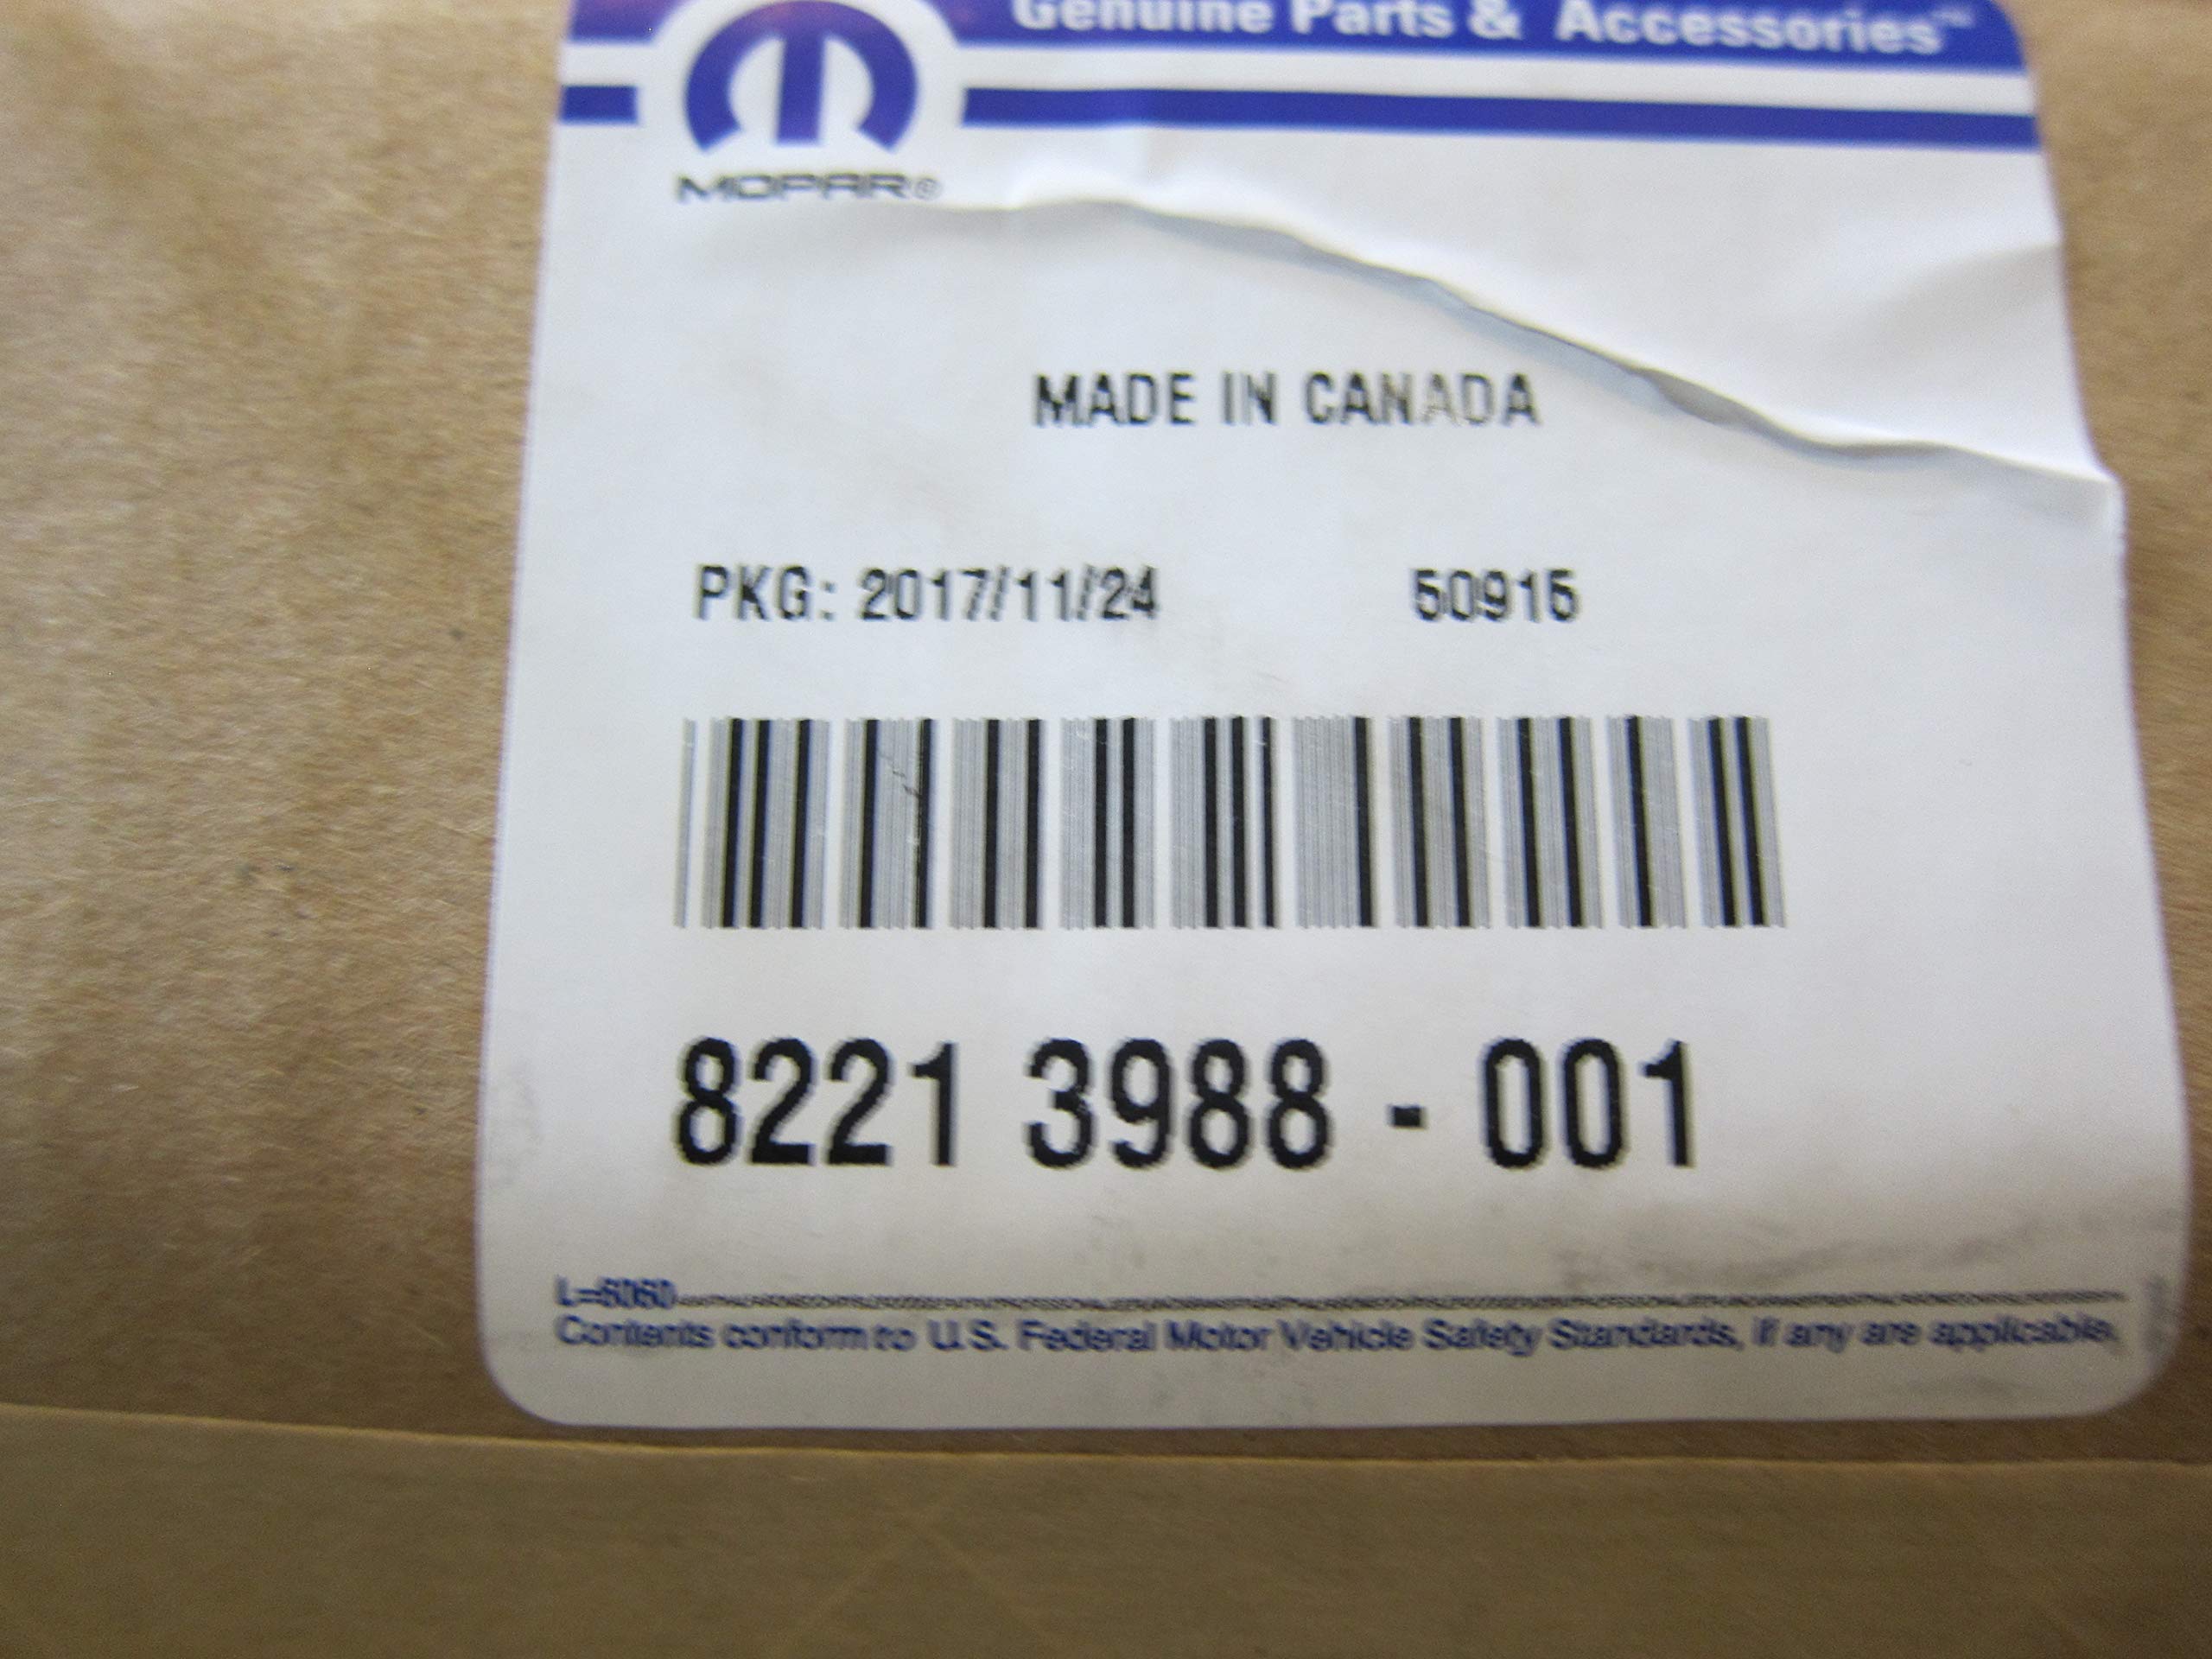 Genuine Parts & Accessories™
MOPAR®
MADE IN CANADA
PKG: 2017/11/24 50915
8221 3988 - 001
L=6060
Contents conform to U.S. Federal Motor Vehicle Safety Standards, if any are applicable.